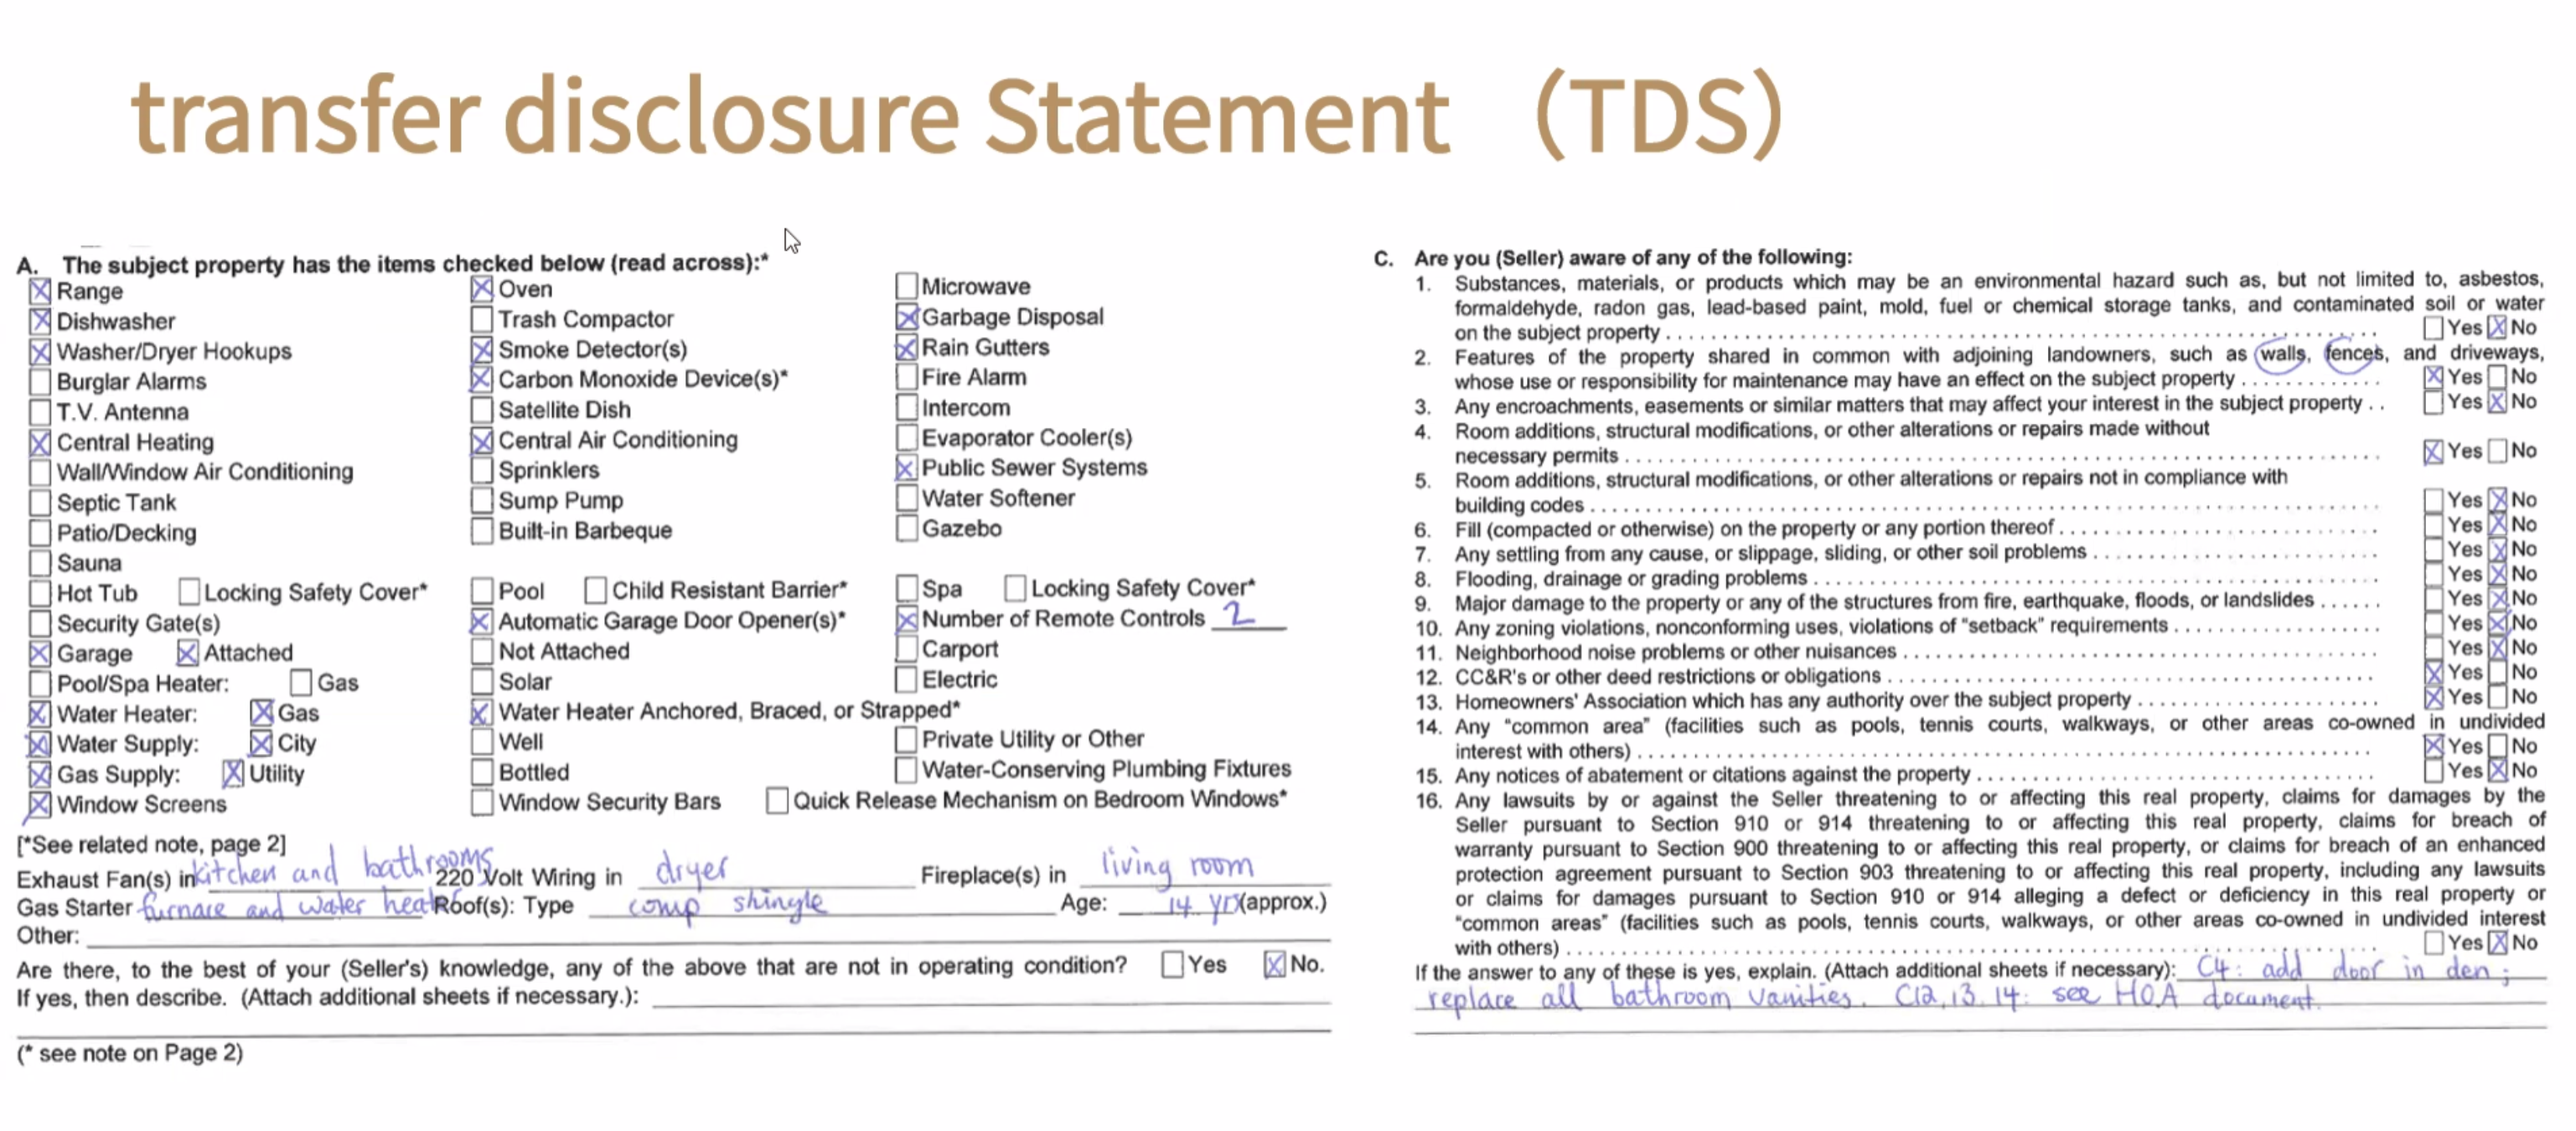 transfer disclosure Statement （TDS）
A. The subject property has the items checked below (read across):*
Range Oven Microwave
Dishwasher Trash Compactor Garbage Disposal
Washer/Dryer Hookups Smoke Detector(s) Rain Gutters
Burglar Alarms Carbon Monoxide Device(s)* Fire Alarm
T.V. Antenna Satellite Dish Intercom
Central Heating Central Air Conditioning Evaporator Cooler(s)
Wall/Window Air Conditioning Sprinklers Public Sewer Systems
Septic Tank Sump Pump Water Softener
Patio/Decking Built-in Barbeque Gazebo
Sauna
Hot Tub Locking Safety Cover* Pool Child Resistant Barrier* Spa Locking Safety Cover*
Security Gate(s) Automatic Garage Door Opener(s)* Number of Remote Controls 2
Garage Attached Not Attached Carport
Pool/Spa Heater: Gas Solar Electric
Water Heater: Gas Water Heater Anchored, Braced, or Strapped*
Water Supply: City Well Private Utility or Other
Gas Supply: Utility Bottled Water-Conserving Plumbing Fixtures
Window Screens Window Security Bars Quick Release Mechanism on Bedroom Windows*
[*See related note, page 2]
Exhaust Fan(s) in kitchen and bathrooms 220 Volt Wiring in dryer Fireplace(s) in living room
Gas Starter furnace and water heater Roof(s): Type comp shingle Age: 14 yrs (approx.)
Other:
Are there, to the best of your (Seller's) knowledge, any of the above that are not in operating condition? Yes No.
If yes, then describe. (Attach additional sheets if necessary.):
(* see note on Page 2)
C. Are you (Seller) aware of any of the following:
1. Substances, materials, or products which may be an environmental hazard such as, but not limited to, asbestos,
formaldehyde, radon gas, lead-based paint, mold, fuel or chemical storage tanks, and contaminated soil or water
on the subject property Yes No
2. Features of the property shared in common with adjoining landowners, such as walls, fences, and driveways,
whose use or responsibility for maintenance may have an effect on the subject property Yes No
3. Any encroachments, easements or similar matters that may affect your interest in the subject property Yes No
4. Room additions, structural modifications, or other alterations or repairs made without
necessary permits Yes No
5. Room additions, structural modifications, or other alterations or repairs not in compliance with
building codes Yes No
6. Fill (compacted or otherwise) on the property or any portion thereof Yes No
7. Any settling from any cause, or slippage, sliding, or other soil problems Yes No
8. Flooding, drainage or grading problems Yes No
9. Major damage to the property or any of the structures from fire, earthquake, floods, or landslides Yes No
10. Any zoning violations, nonconforming uses, violations of "setback" requirements Yes No
11. Neighborhood noise problems or other nuisances Yes No
12. CC&R's or other deed restrictions or obligations Yes No
13. Homeowners' Association which has any authority over the subject property Yes No
14. Any "common area" (facilities such as pools, tennis courts, walkways, or other areas co-owned in undivided
interest with others) Yes No
15. Any notices of abatement or citations against the property Yes No
16. Any lawsuits by or against the Seller threatening to or affecting this real property, claims for damages by the
Seller pursuant to Section 910 or 914 threatening to or affecting this real property, claims for breach of
warranty pursuant to Section 900 threatening to or affecting this real property, or claims for breach of an enhanced
protection agreement pursuant to Section 903 threatening to or affecting this real property, including any lawsuits
or claims for damages pursuant to Section 910 or 914 alleging a defect or deficiency in this real property or
"common areas" (facilities such as pools, tennis courts, walkways, or other areas co-owned in undivided interest
with others) Yes No
If the answer to any of these is yes, explain. (Attach additional sheets if necessary): C4: add door in den;
replace all bathroom vanities. C12,13.14: see HOA document.